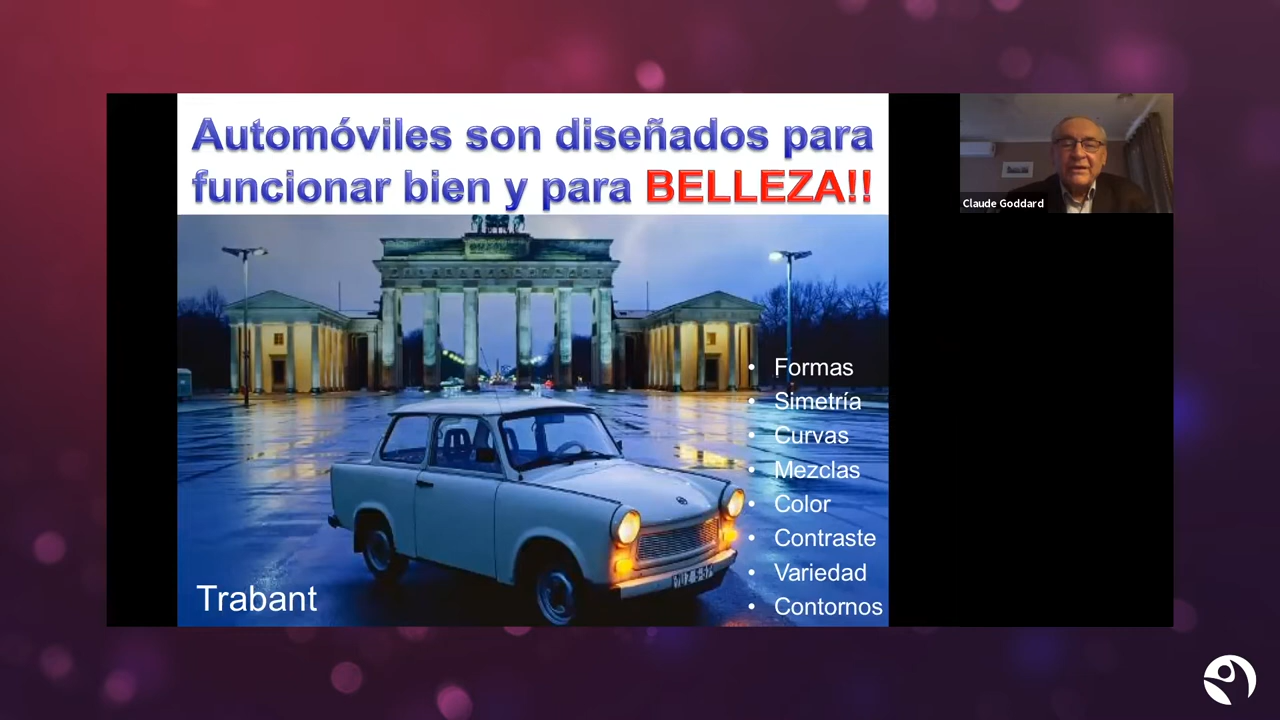 Automóviles son diseñados para
funcionar bien y para BELLEZA!!
Claude Goddard
• Formas
• Simetría
• Curvas
• Mezclas
• Color
• Contraste
• Variedad
• Contornos
Trabant